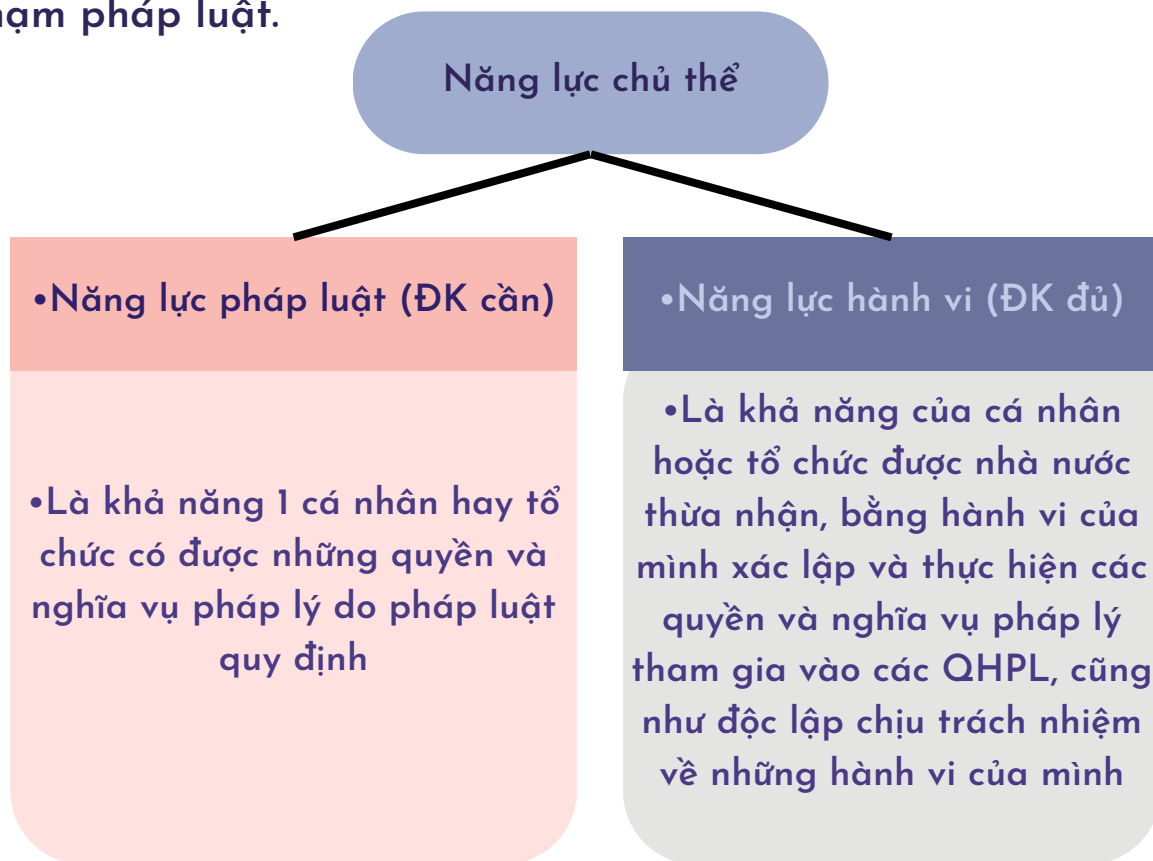 phạm pháp luật.
Năng lực chủ thể
•Năng lực pháp luật (ĐK cần)
•Là khả năng 1 cá nhân hay tổ
chức có được những quyền và
nghĩa vụ pháp lý do pháp luật
quy định
•Năng lực hành vi (ĐK đủ)
•Là khả năng của cá nhân
hoặc tổ chức được nhà nước
thừa nhận, bằng hành vi của
mình xác lập và thực hiện các
quyền và nghĩa vụ pháp lý
tham gia vào các QHPL, cũng
như độc lập chịu trách nhiệm
về những hành vi của mình